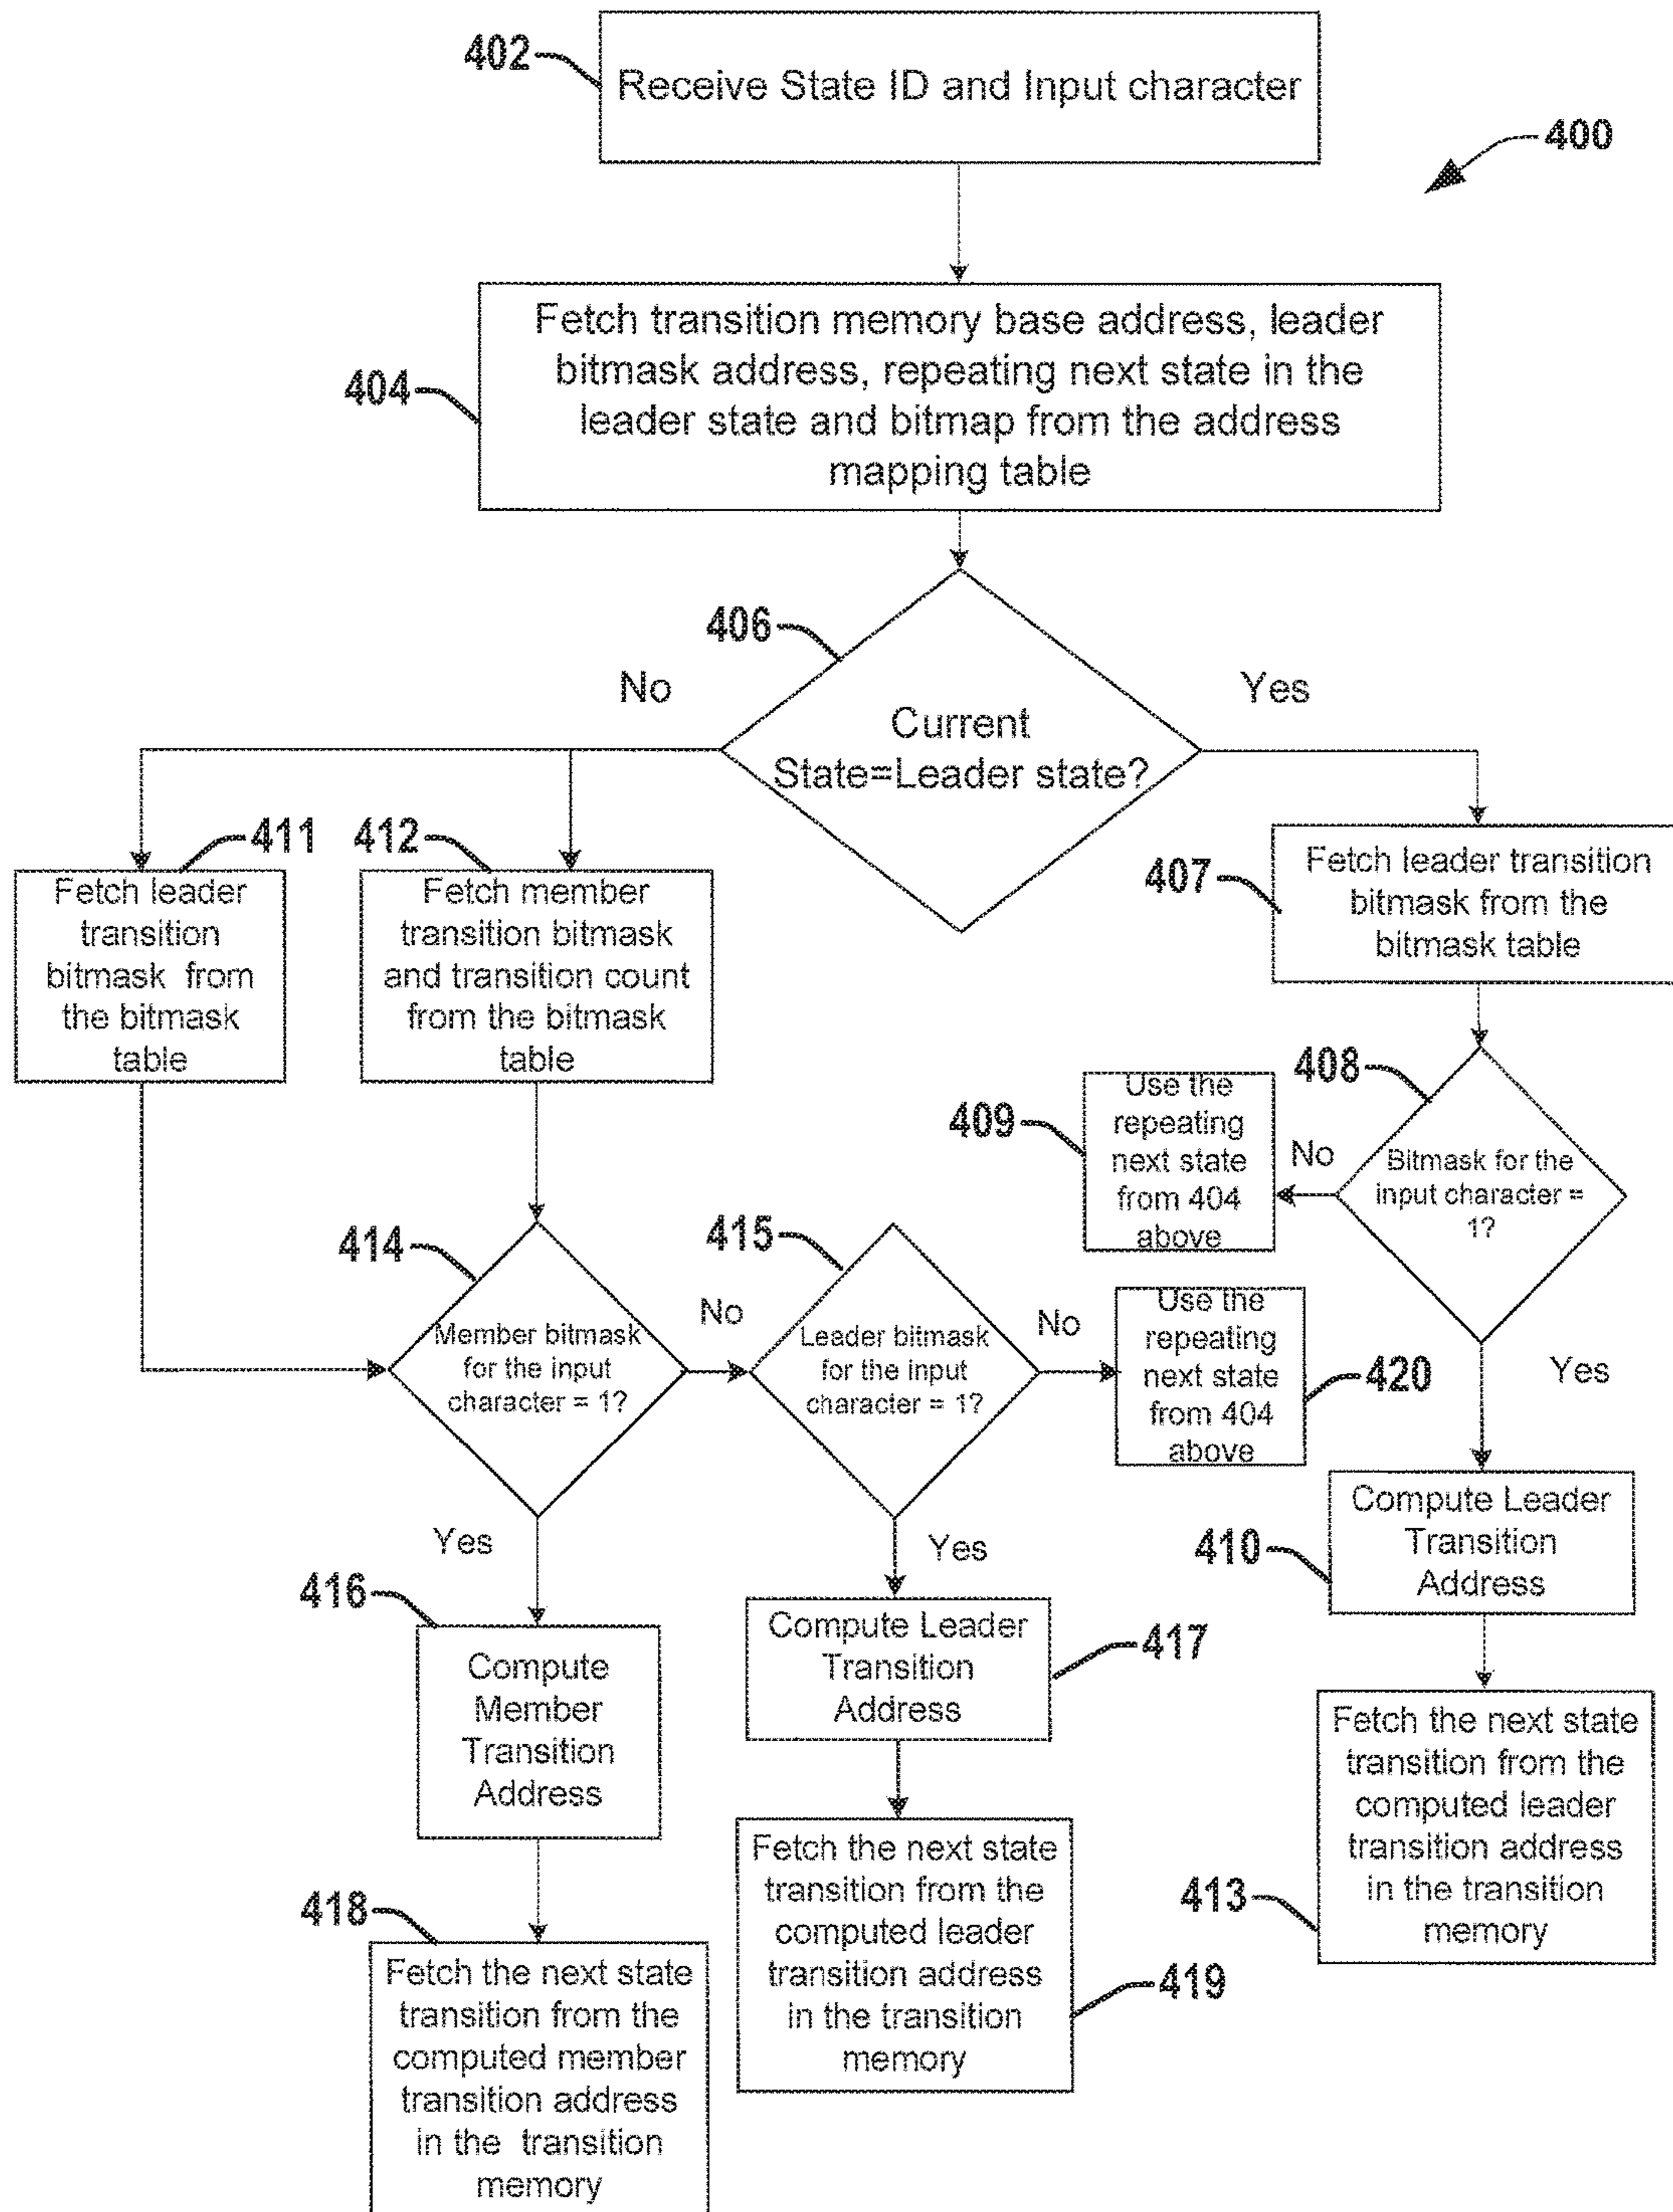 402
Receive State ID and Input character
400
404
Fetch transition memory base address, leader
bitmask address, repeating next state in the
leader state and bitmap from the address
mapping table
406
No
Yes
Current
State=Leader state?
411
Fetch leader
transition
bitmask from
the bitmask
table
412
Fetch member
transition bitmask
and transition count
from the bitmask
table
407
Fetch leader transition
bitmask from the
bitmask table
408
Bitmask for the
input character =
1?
No
409
Use the
repeating
next state
from 404
above
414
Member bitmask
for the input
character = 1?
No
415
Leader bitmask
for the input
character = 1?
No
Use the
repeating
next state
from 404
above
420
Yes
Yes
Yes
410
Compute Leader
Transition
Address
416
Compute
Member
Transition
Address
Compute Leader
Transition
Address
417
413
Fetch the next state
transition from the
computed leader
transition address
in the transition
memory
418
Fetch the next state
transition from the
computed member
transition address
in the transition
memory
Fetch the next state
transition from the
computed leader
transition address
in the transition
memory
419